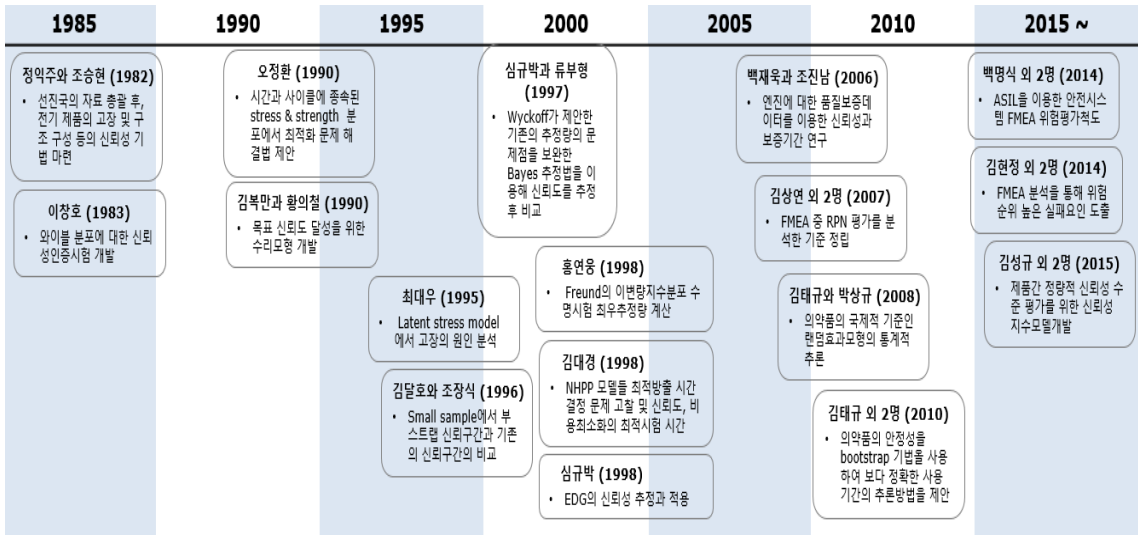 1985 1990 1995 2000 2005 2010 2015 ~
정익주와 조승현 (1982)
• 선진국의 자료 총괄 후,
전기 제품의 고장 및 구
조 구성 등의 신뢰성 기
법 마련
이창호 (1983)
• 와이블 분포에 대한 신뢰
성인증시험 개발
오정환 (1990)
• 시간과 사이클에 종속된
stress & strength 분
포에서 최적화 문제 해
결법 제안
김복만과 황의철 (1990)
• 목표 신뢰도 달성을 위한
수리모형 개발
최대우 (1995)
• Latent stress model
에서 고장의 원인 분석
김달호와 조장식 (1996)
• Small sample에서 부
스트랩 신뢰구간과 기존
의 신뢰구간의 비교
심규박과 류부형
(1997)
• Wyckoff가 제안한
기존의 추정량의 문
제점을 보완한
Bayes 추정법을 이
용해 신뢰도를 추정
후 비교
홍연웅 (1998)
• Freund의 이변량지수분포 수
명시험 최우추정량 계산
김대경 (1998)
• NHPP 모델들 최적방출 시간
결정 문제 고찰 및 신뢰도, 비
용최소화의 최적시험 시간
심규박 (1998)
• EDG의 신뢰성 추정과 적용
백재욱과 조진남 (2006)
• 엔진에 대한 품질보증데
이터를 이용한 신뢰성과
보증기간 연구
김상연 외 2명 (2007)
• FMEA 중 RPN 평가를 분
석한 기준 정립
김태규와 박상규 (2008)
• 의약품의 국제적 기준인
랜덤효과모형의 통계적
추론
김태규 외 2명 (2010)
• 의약품의 안정성을
bootstrap 기법을 사용
하여 보다 정확한 사용
기간의 추론방법을 제안
백명식 외 2명 (2014)
• ASIL를 이용한 안전시스
템 FMEA 위험평가척도
김현정 외 2명 (2014)
• FMEA 분석을 통해 위험
순위 높은 실패요인 도출
김성규 외 2명 (2015)
• 제품간 정량적 신뢰성 수
준 평가를 위한 신뢰성
지수모델개발